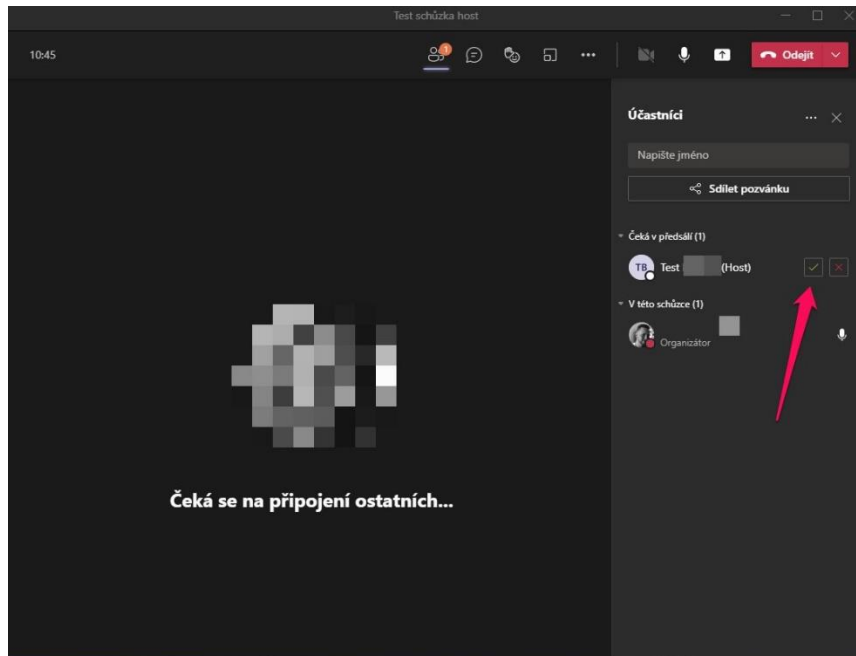 Test schůzka host
10:45
1
Odejít
Účastníci
Napište jméno
Sdílet pozvánku
Čeká v předsálí (1)
TB Test (Host)
V této schůzce (1)
Organizátor
Čeká se na připojení ostatních...